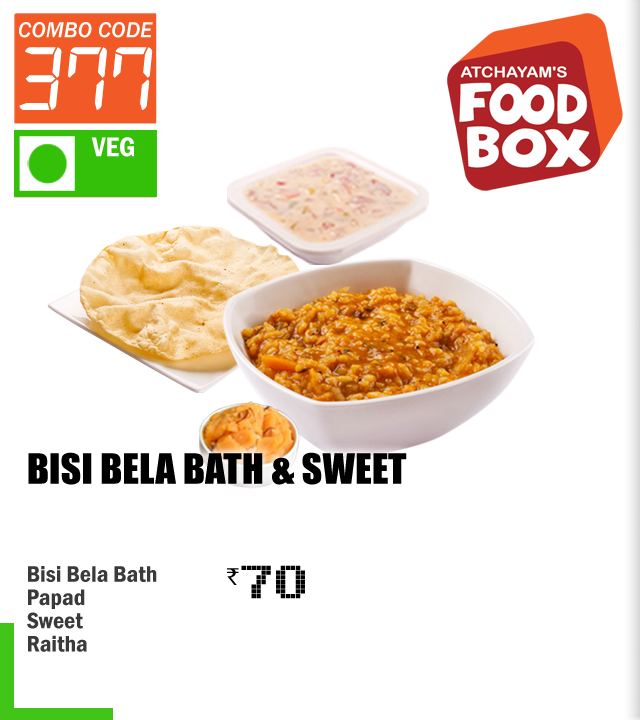 COMBO CODE
377
VEG
ATCHAYAM'S
FOOD
BOX
BISI BELA BATH & SWEET
Bisi Bela Bath
Papad
Sweet
Raitha
₹70